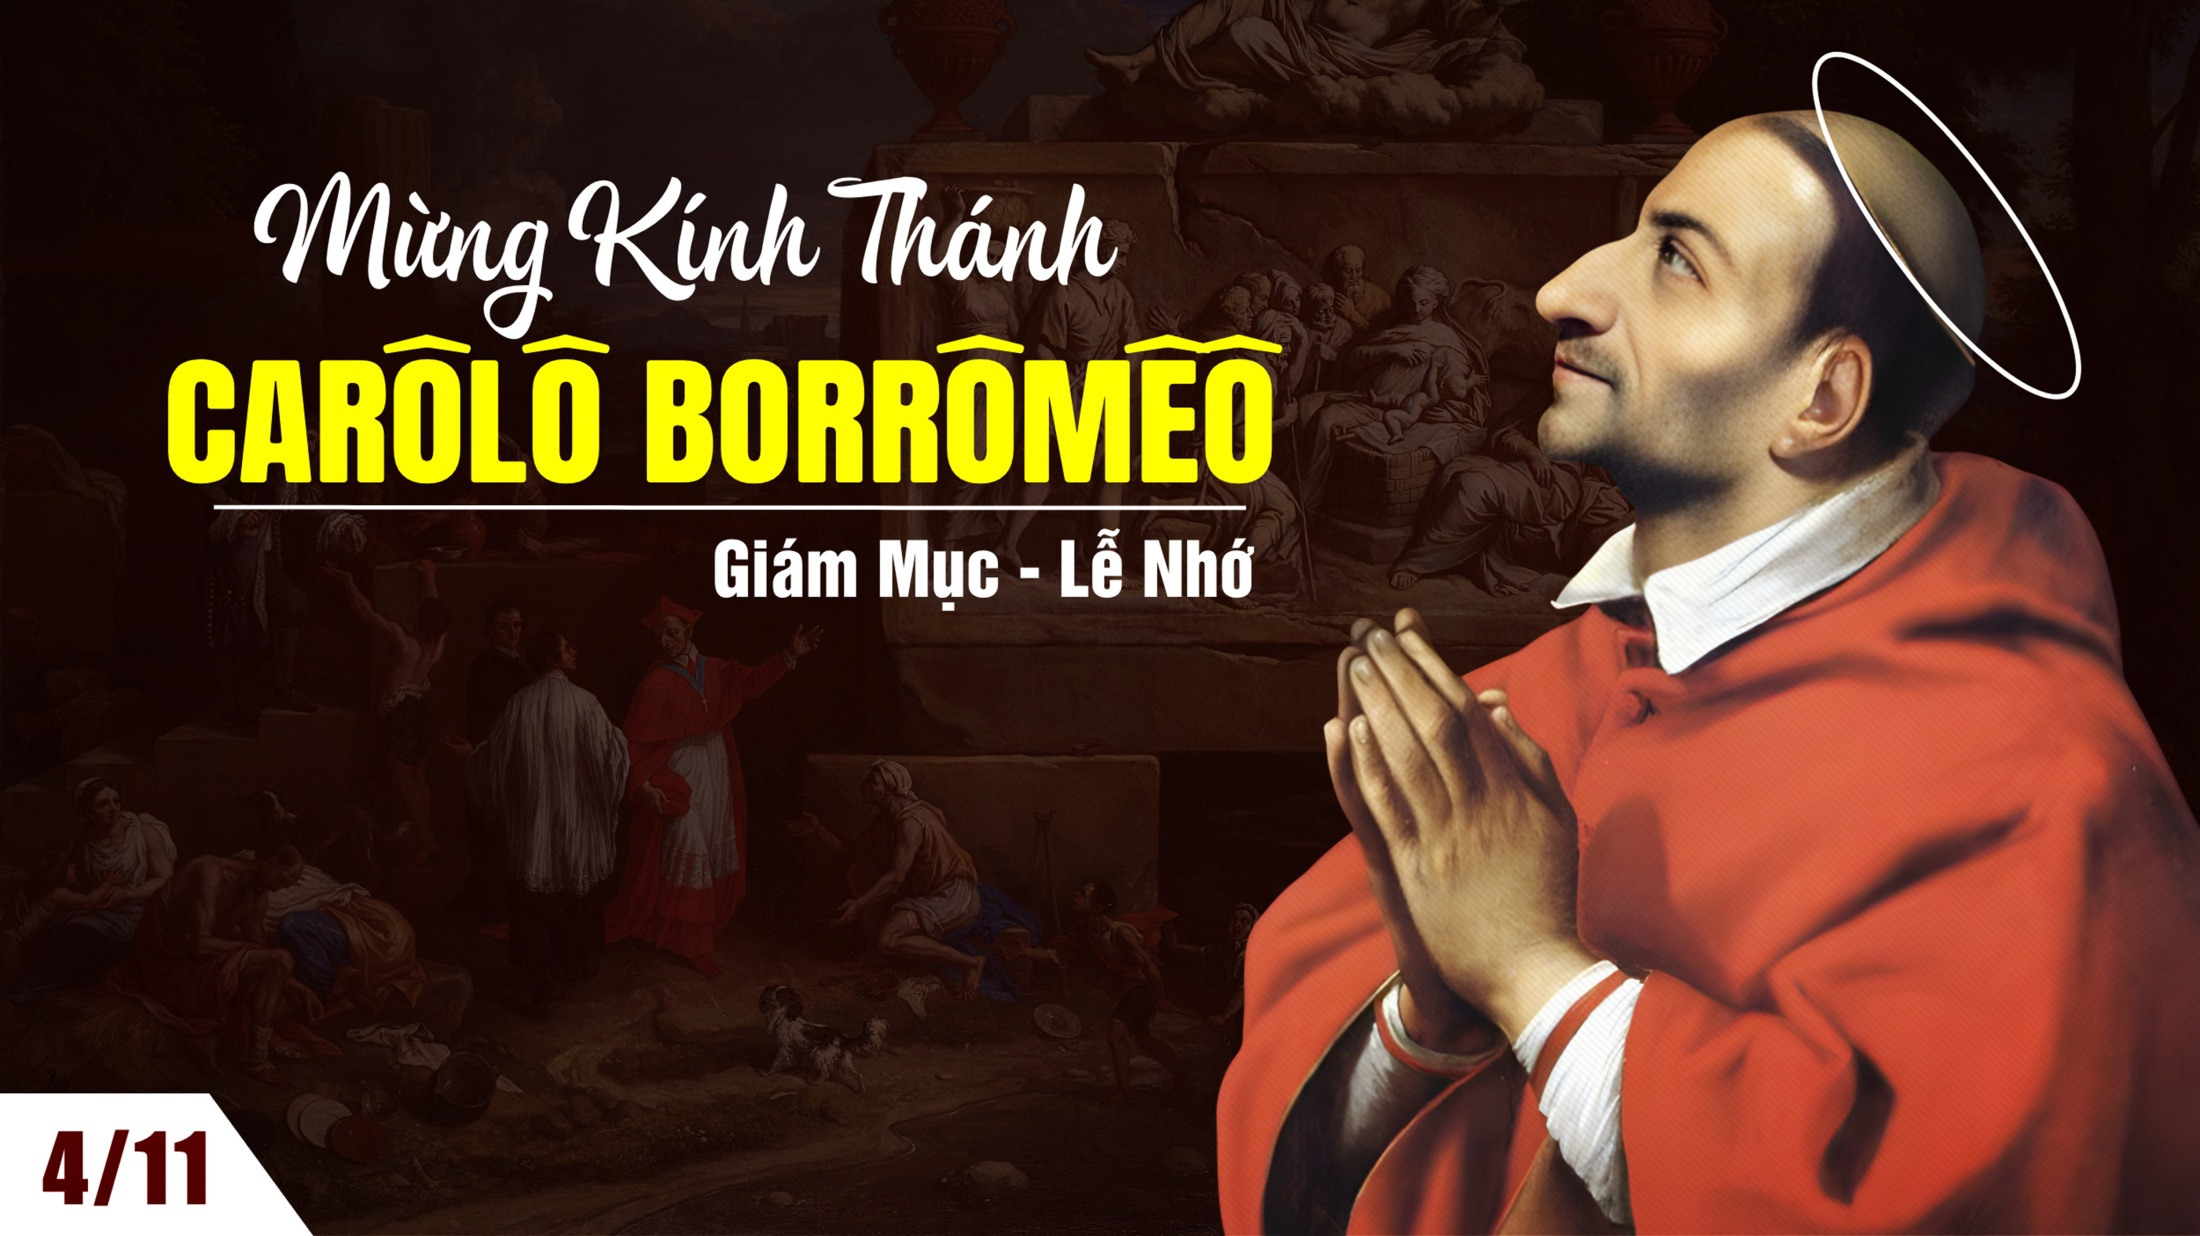 Mừng Kính Thánh
CARÔLÔ BORRÔMÊÔ
Giám Mục - Lễ Nhớ
4/11